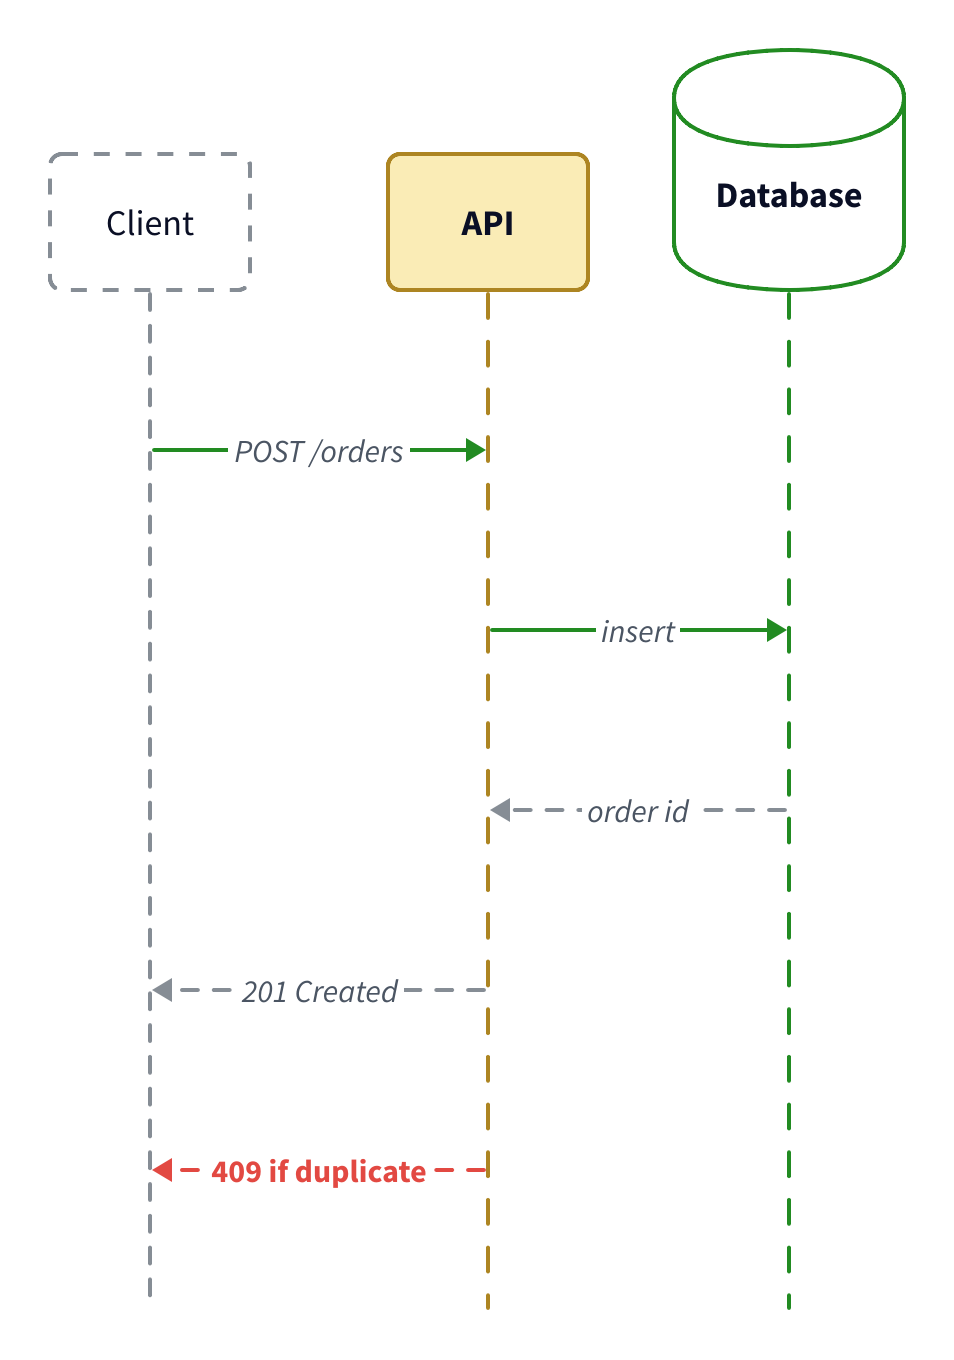 Client
API
Database
POST /orders
insert
order id
201 Created
409 if duplicate